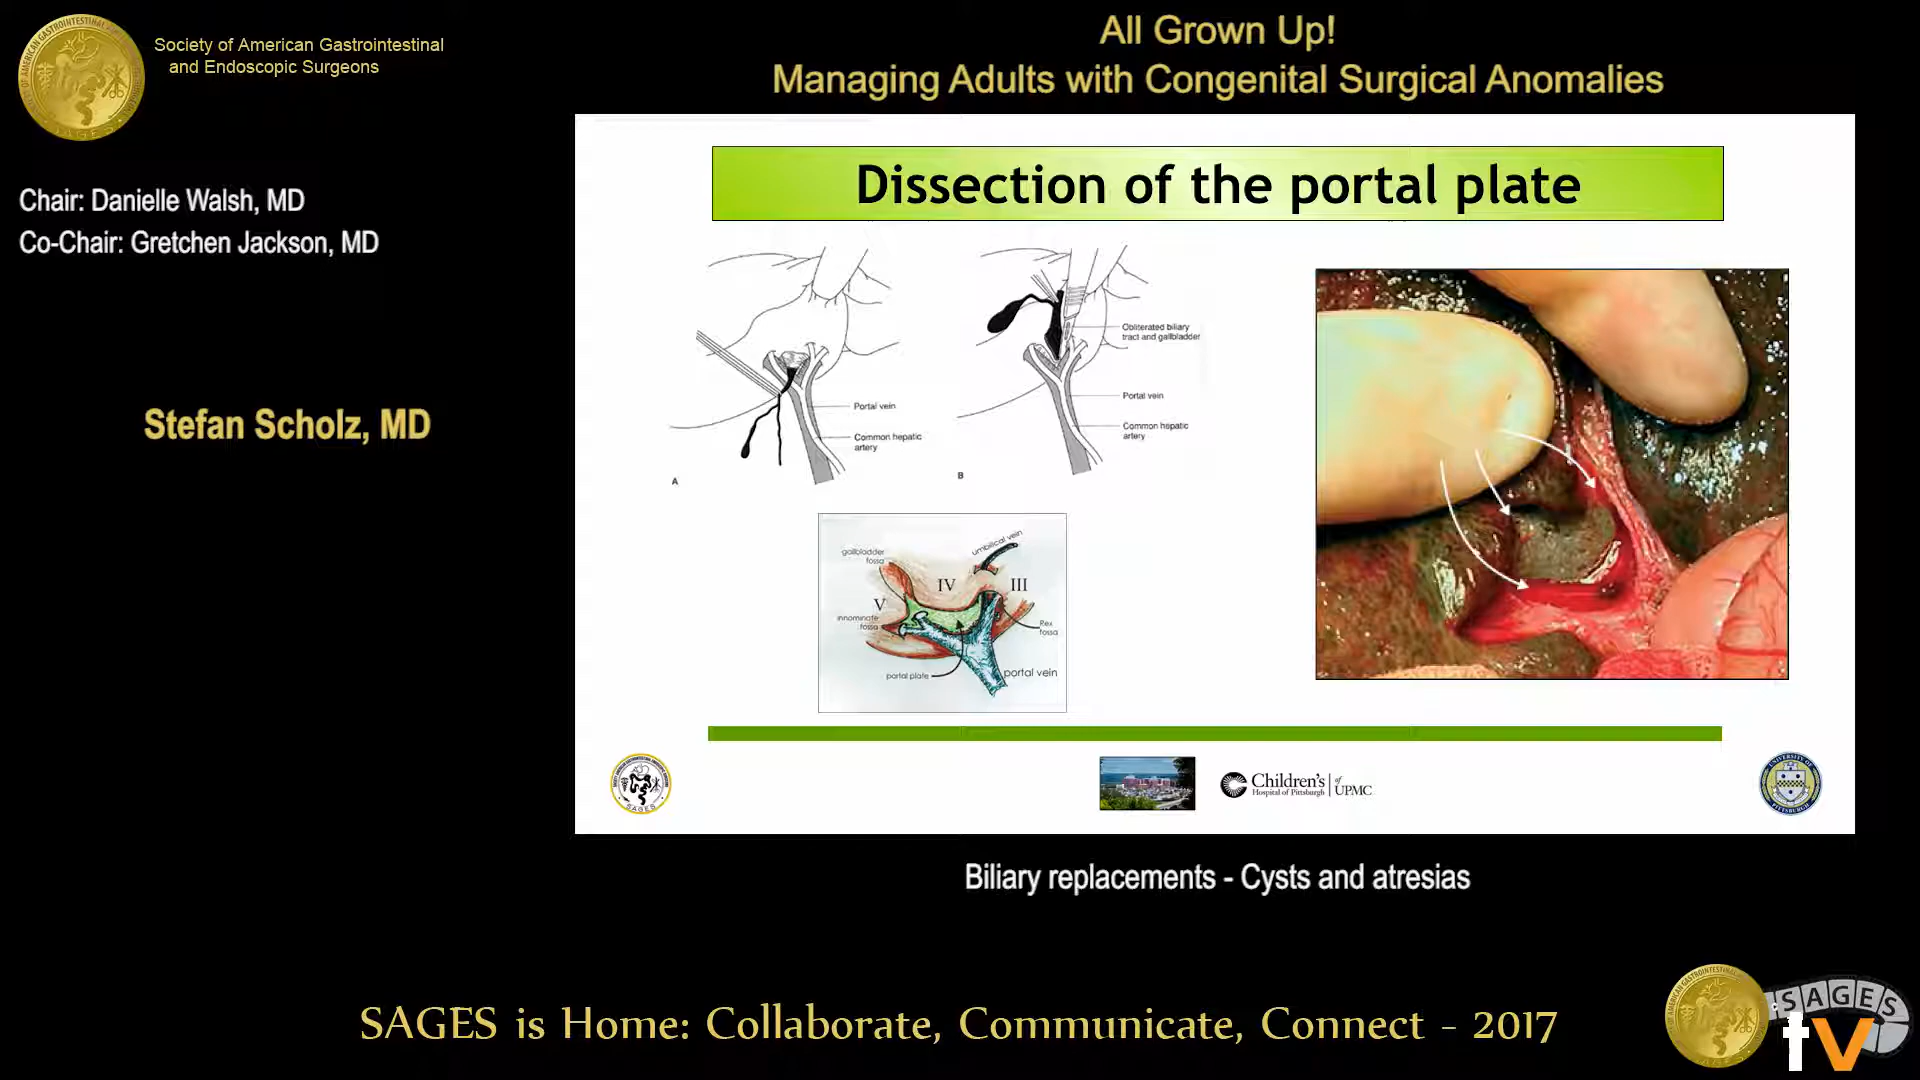 Society of American Gastrointestinal
and Endoscopic Surgeons
All Grown Up!
Managing Adults with Congenital Surgical Anomalies
Chair: Danielle Walsh, MD
Co-Chair: Gretchen Jackson, MD
Stefan Scholz, MD
Dissection of the portal plate
Portal vein
Common hepatic
artery
A
Obliterated biliary
tract and gallbladder
Portal vein
Common hepatic
artery
B
gallbladder
fossa
umbilical vein
IV
III
V
innominate
fossa
Rex
fossa
portal plate
portal vein
Children's
Hospital of Pittsburgh
of
UPMC
Biliary replacements - Cysts and atresias
SAGES is Home: Collaborate, Communicate, Connect - 2017
SAGES
tv